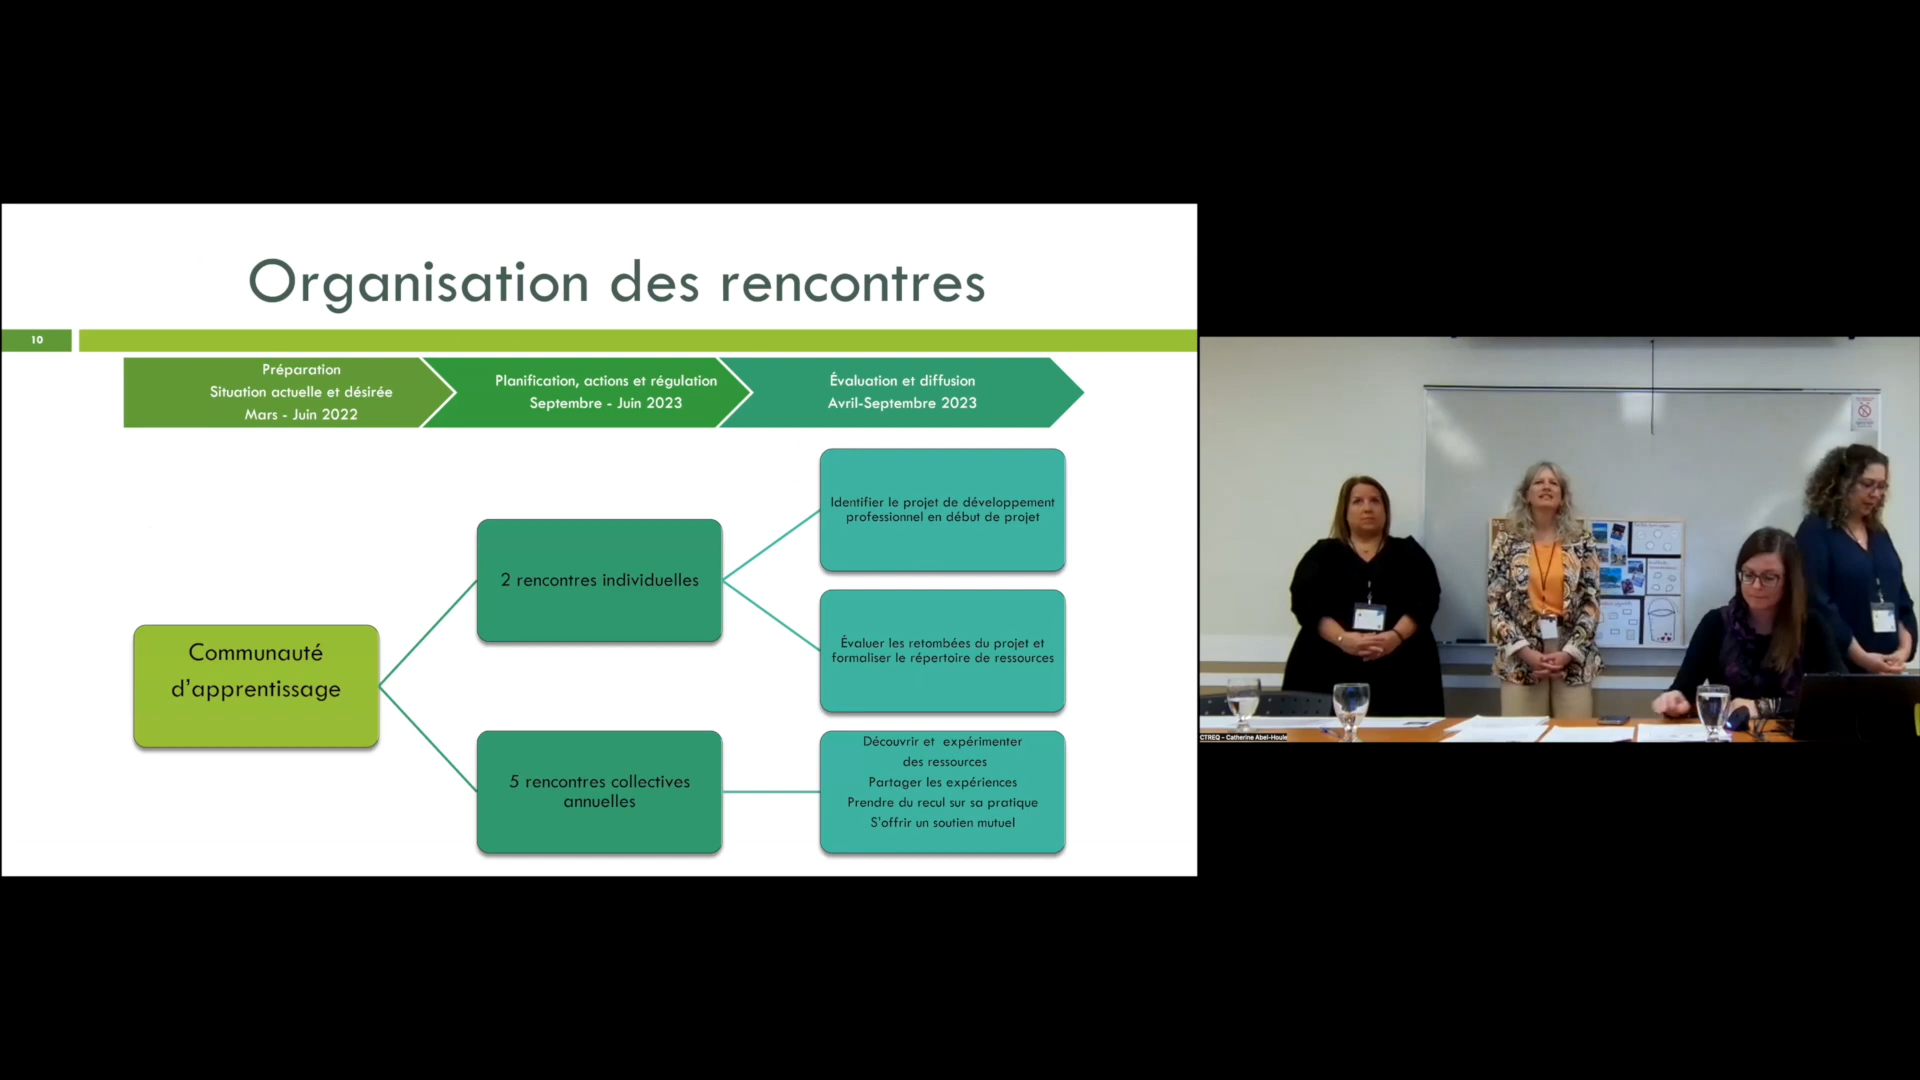 Organisation des rencontres
10
Préparation
Situation actuelle et désirée
Mars - Juin 2022
Planification, actions et régulation
Septembre - Juin 2023
Évaluation et diffusion
Avril-Septembre 2023
Communauté
d'apprentissage
2 rencontres individuelles
Identifier le projet de développement
professionnel en début de projet
Évaluer les retombées du projet et
formaliser le répertoire de ressources
5 rencontres collectives
annuelles
Découvrir et expérimenter
des ressources
Partager les expériences
Prendre du recul sur sa pratique
S'offrir un soutien mutuel
CTREQ - Catherine Abel-Houle